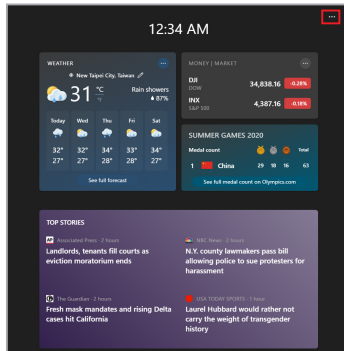 12:34 AM
WEATHER
New Taipei City, Taiwan
31 °C
°F
Rain showers
87%
Today Wed Thu Fri Sat
32° 32° 34° 33° 34°
27° 27° 28° 28° 27°
See full forecast
MONEY | MARKET
DJI
DOW
34,838.16 -0.28%
INX
S&P 500
4,387.16 -0.18%
SUMMER GAMES 2020
Medal count Total
1 China 29 18 16 63
See full medal count on Olympics.com
TOP STORIES
AP Associated Press · 2 hours
Landlords, tenants fill courts as
eviction moratorium ends
NBC News · 2 hours
N.Y. county lawmakers pass bill
allowing police to sue protesters for
harassment
The Guardian · 2 hours
Fresh mask mandates and rising Delta
cases hit California
USA TODAY SPORTS · 1 hour
Laurel Hubbard would rather not
carry the weight of transgender
history